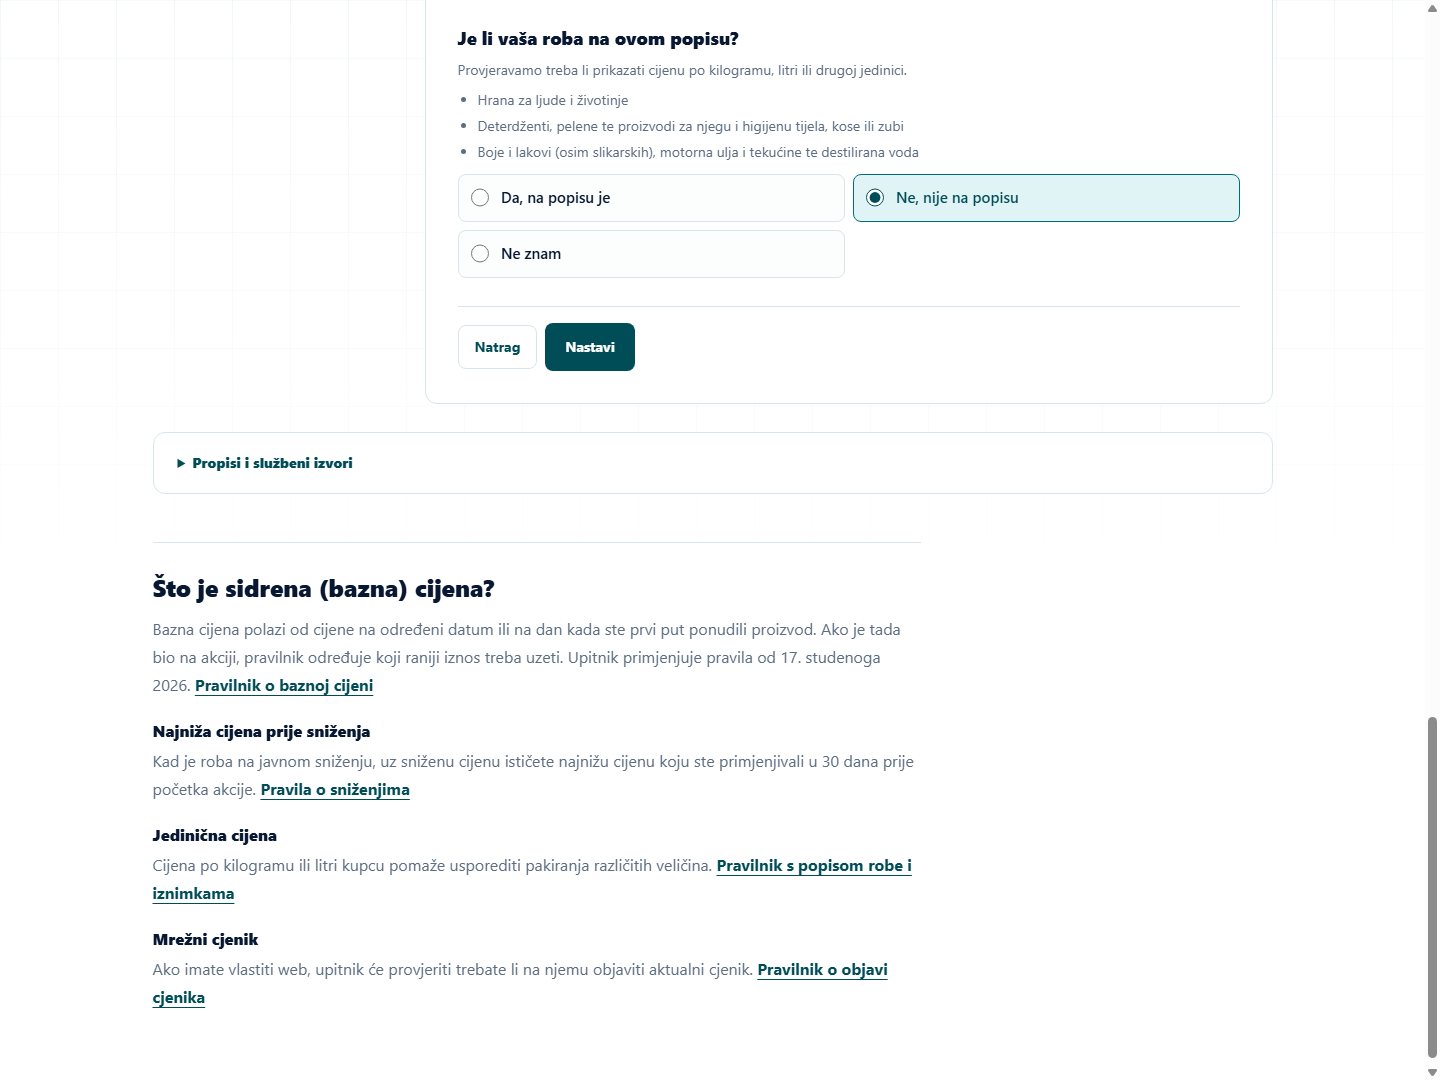 Je li vaša roba na ovom popisu?
Provjeravamo treba li prikazati cijenu po kilogramu, litri ili drugoj jedinici.
Hrana za ljude i životinje
Deterdženti, pelene te proizvodi za njegu i higijenu tijela, kose ili zubi
Boje i lakovi (osim slikarskih), motorna ulja i tekućine te destilirana voda
Da, na popisu je
Ne, nije na popisu
Ne znam
Natrag
Nastavi
Propisi i službeni izvori
Što je sidrena (bazna) cijena?
Bazna cijena polazi od cijene na određeni datum ili na dan kada ste prvi put ponudili proizvod. Ako je tada
bio na akciji, pravilnik određuje koji raniji iznos treba uzeti. Upitnik primjenjuje pravila od 17. studenoga
2026. Pravilnik o baznoj cijeni
Najniža cijena prije sniženja
Kad je roba na javnom sniženju, uz sniženu cijenu ističete najnižu cijenu koju ste primjenjivali u 30 dana prije
početka akcije. Pravila o sniženjima
Jedinična cijena
Cijena po kilogramu ili litri kupcu pomaže usporediti pakiranja različitih veličina. Pravilnik s popisom robe i
iznimkama
Mrežni cjenik
Ako imate vlastiti web, upitnik će provjeriti trebate li na njemu objaviti aktualni cjenik. Pravilnik o objavi
cjenika